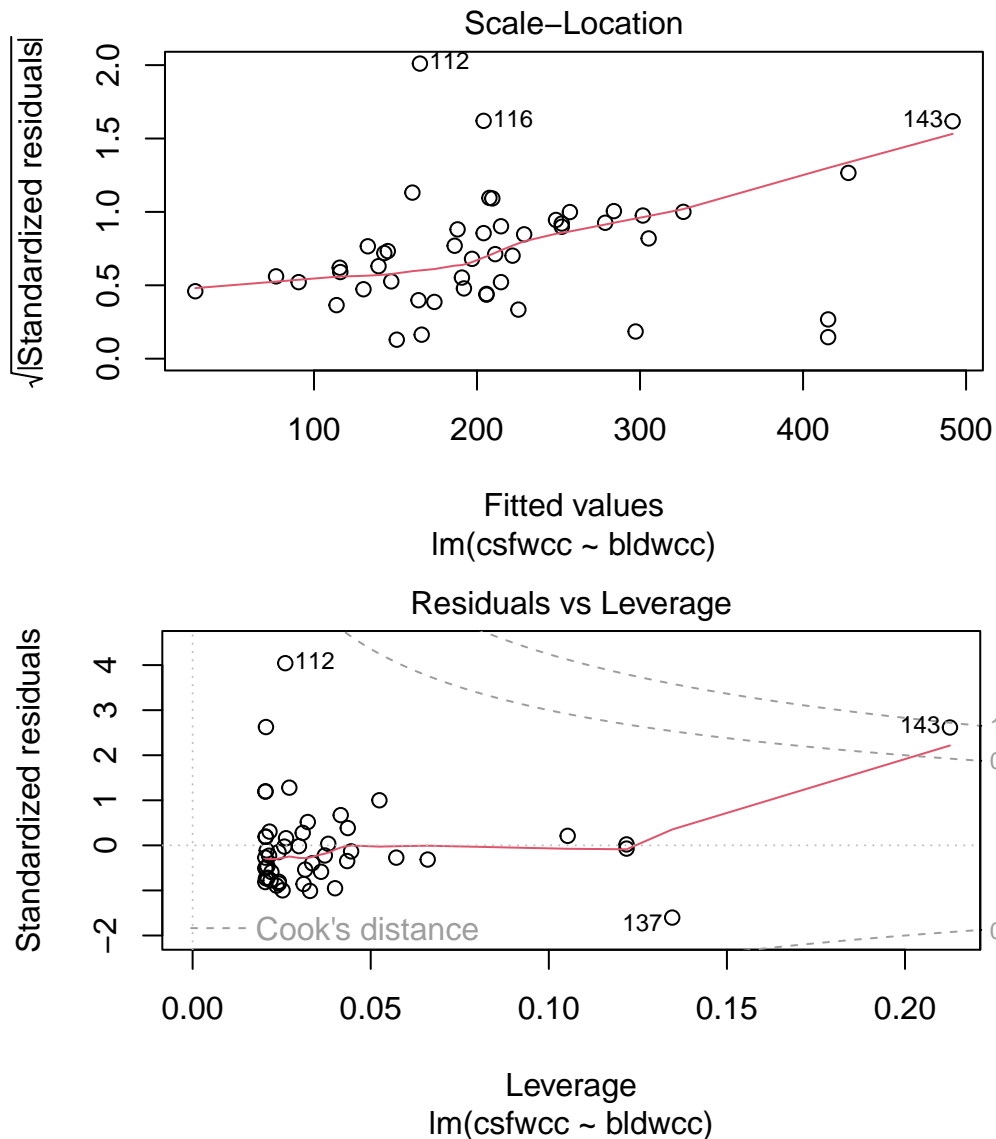 Scale−Location
√|Standardized residuals|
2.0
1.5
1.0
0.5
0.0
112
116
143
100 200 300 400 500
Fitted values
lm(csfwcc ~ bldwcc)
Residuals vs Leverage
Standardized residuals
4
3
2
1
0
−2
112
143
1
0
137
0
Cook's distance
0.00 0.05 0.10 0.15 0.20
Leverage
lm(csfwcc ~ bldwcc)